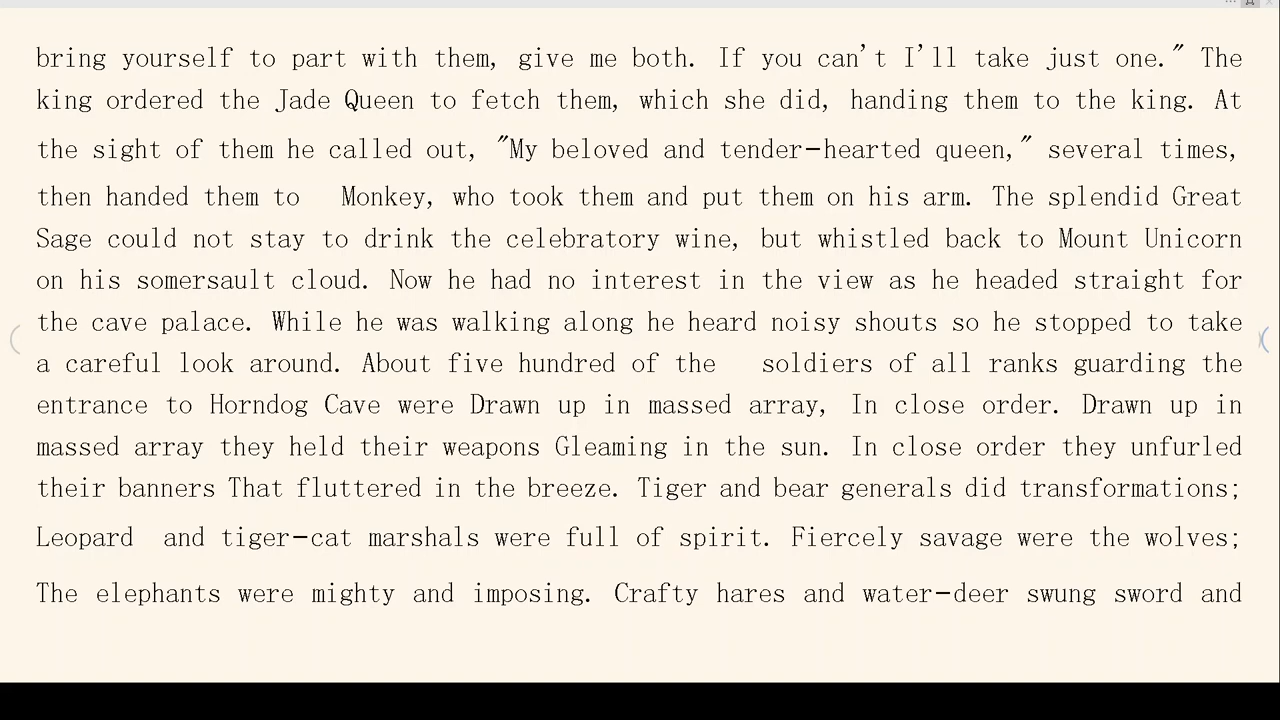 bring yourself to part with them, give me both. If you can't I'll take just one." The
king ordered the Jade Queen to fetch them, which she did, handing them to the king. At
the sight of them he called out, "My beloved and tender-hearted queen," several times,
then handed them to Monkey, who took them and put them on his arm. The splendid Great
Sage could not stay to drink the celebratory wine, but whistled back to Mount Unicorn
on his somersault cloud. Now he had no interest in the view as he headed straight for
the cave palace. While he was walking along he heard noisy shouts so he stopped to take
a careful look around. About five hundred of the soldiers of all ranks guarding the
entrance to Horndog Cave were Drawn up in massed array, In close order. Drawn up in
massed array they held their weapons Gleaming in the sun. In close order they unfurled
their banners That fluttered in the breeze. Tiger and bear generals did transformations;
Leopard and tiger-cat marshals were full of spirit. Fiercely savage were the wolves;
The elephants were mighty and imposing. Crafty hares and water-deer swung sword and